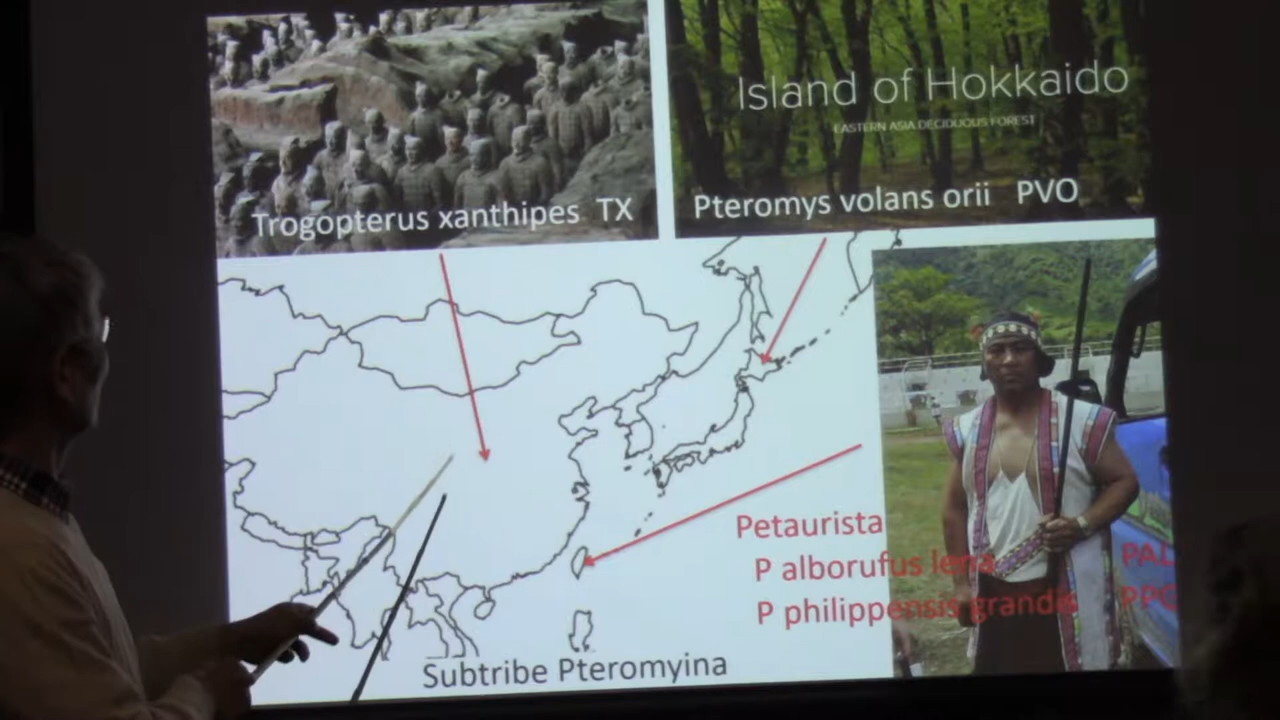 Island of Hokkaido
EASTERN ASIA DECIDUOUS FOREST
Trogopterus xanthipes TX
Pteromys volans orii PVO
Petaurista
P alborufus lena PAL
P philippensis grandis PPG
Subtribe Pteromyina